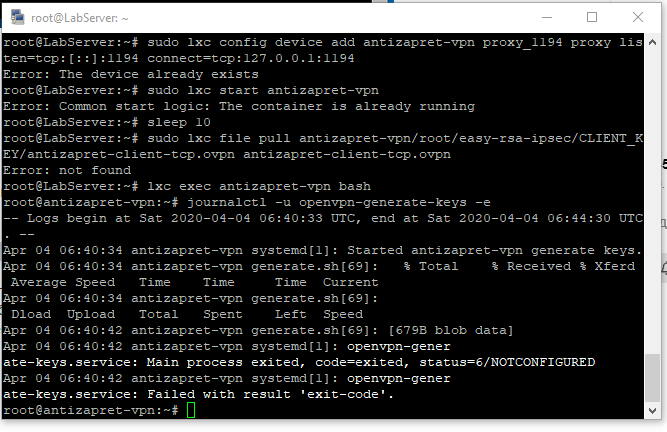 root@LabServer: ~
root@LabServer:~# sudo lxc config device add antizapret-vpn proxy_1194 proxy lis
ten=tcp:[::]:1194 connect=tcp:127.0.0.1:1194
Error: The device already exists
root@LabServer:~# sudo lxc start antizapret-vpn
Error: Common start logic: The container is already running
root@LabServer:~# sleep 10
root@LabServer:~# sudo lxc file pull antizapret-vpn/root/easy-rsa-ipsec/CLIENT_K
EY/antizapret-client-tcp.ovpn antizapret-client-tcp.ovpn
Error: not found
root@LabServer:~# lxc exec antizapret-vpn bash
root@antizapret-vpn:~# journalctl -u openvpn-generate-keys -e
-- Logs begin at Sat 2020-04-04 06:40:33 UTC, end at Sat 2020-04-04 06:44:30 UTC
. --
Apr 04 06:40:34 antizapret-vpn systemd[1]: Started antizapret-vpn generate keys.
Apr 04 06:40:34 antizapret-vpn generate.sh[69]:   % Total    % Received % Xferd
 Average Speed   Time    Time     Time  Current
Apr 04 06:40:34 antizapret-vpn generate.sh[69]:
 Dload  Upload   Total   Spent    Left  Speed
Apr 04 06:40:42 antizapret-vpn generate.sh[69]: [679B blob data]
Apr 04 06:40:42 antizapret-vpn systemd[1]: openvpn-gener
ate-keys.service: Main process exited, code=exited, status=6/NOTCONFIGURED
Apr 04 06:40:42 antizapret-vpn systemd[1]: openvpn-gener
ate-keys.service: Failed with result 'exit-code'.
root@antizapret-vpn:~#